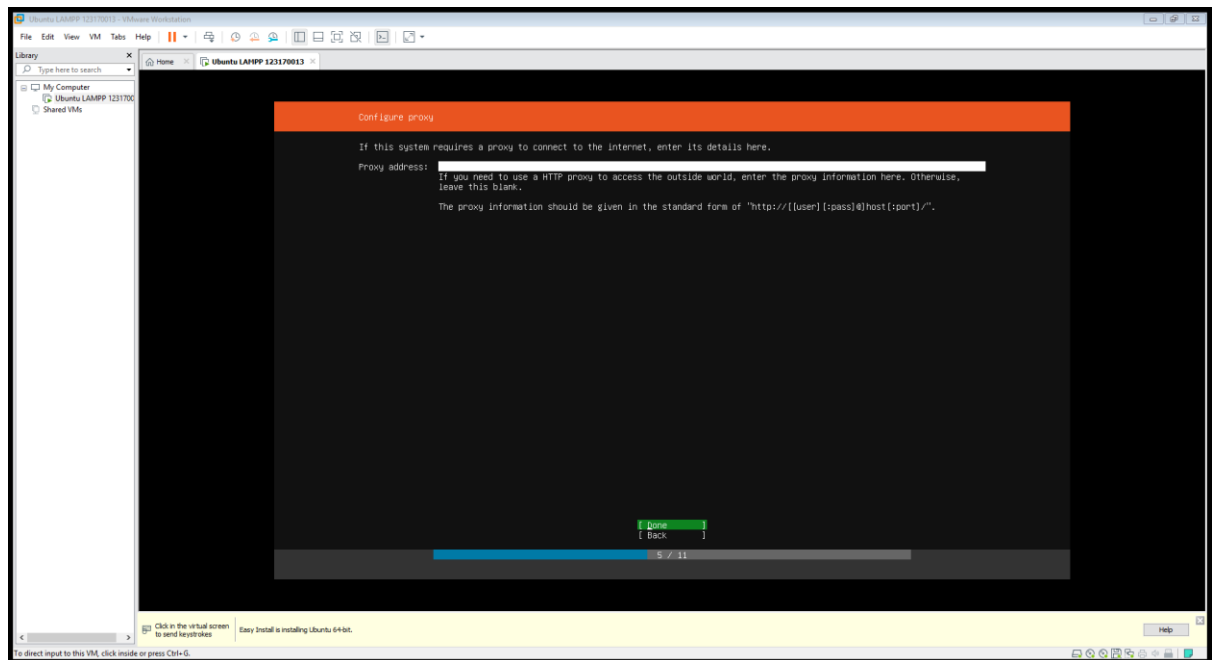 Ubuntu LAMPP 123170013 - VMware Workstation
File Edit View VM Tabs Help
Library
Home
Ubuntu LAMPP 123170013
Type here to search
My Computer
Ubuntu LAMPP 123170
Shared VMs
Configure proxy
If this system requires a proxy to connect to the internet, enter its details here.
Proxy address:
If you need to use a HTTP proxy to access the outside world, enter the proxy information here. Otherwise,
leave this blank.
The proxy information should be given in the standard form of "http://[[user][:pass]@]host[:port]/".
[ Done ]
[ Back ]
5 / 11
Click in the virtual screen
to send keystrokes
Easy Install is installing Ubuntu 64-bit.
Help
To direct input to this VM, click inside or press Ctrl+G.